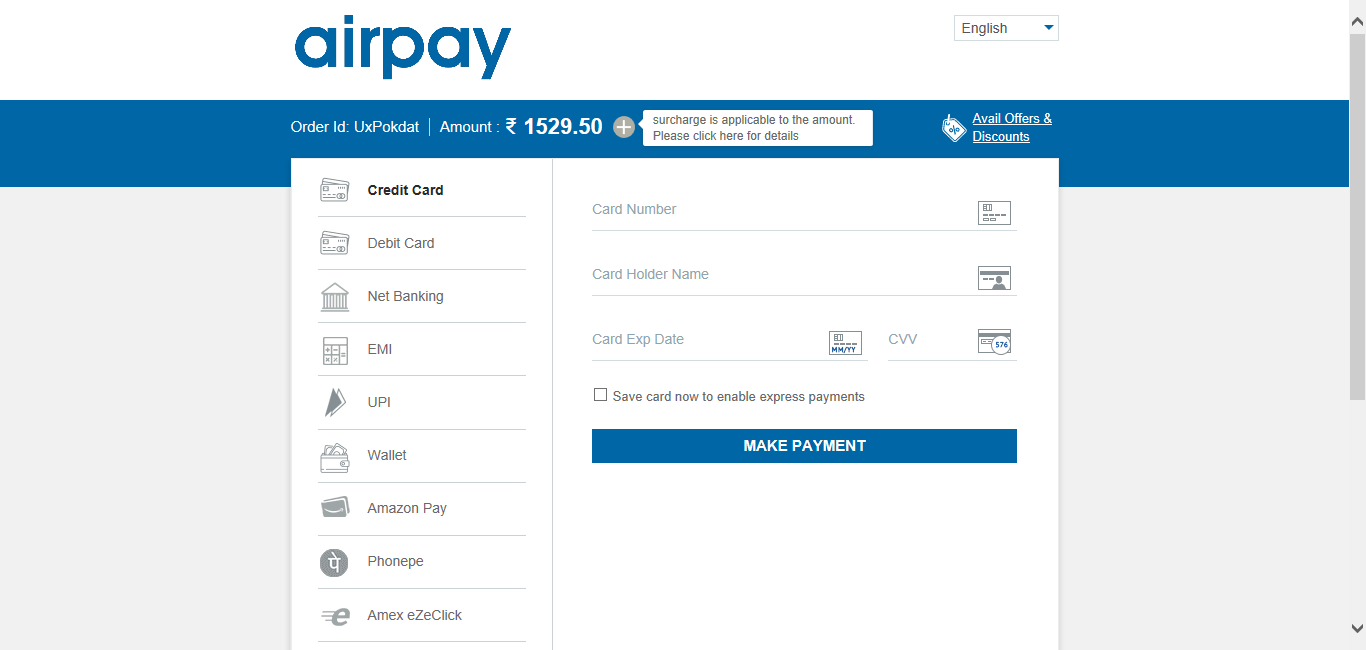 airpay
English
Order Id: UxPokdat
Amount : ₹ 1529.50
surcharge is applicable to the amount.
Please click here for details
Avail Offers &
Discounts
Credit Card
Debit Card
Net Banking
EMI
UPI
Wallet
Amazon Pay
पे
Phonepe
Amex eZeClick
Card Number
Card Holder Name
Card Exp Date
MM/YY
CVV
576
Save card now to enable express payments
MAKE PAYMENT